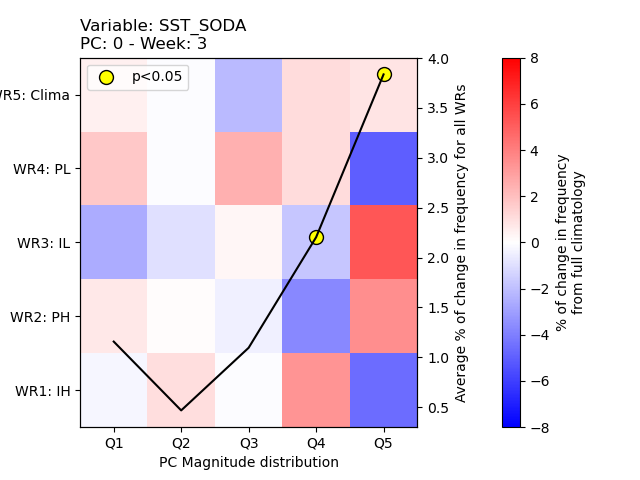 Variable: SST_SODA
PC: 0 - Week: 3
p<0.05
WR5: Clima
WR4: PL
WR3: IL
WR2: PH
WR1: IH
Q1 Q2 Q3 Q4 Q5
PC Magnitude distribution
4.0
3.5
3.0
2.5
2.0
1.5
1.0
0.5
Average % of change in frequency for all WRs
8
6
4
2
0
−2
−4
−6
−8
% of change in frequency
from full climatology